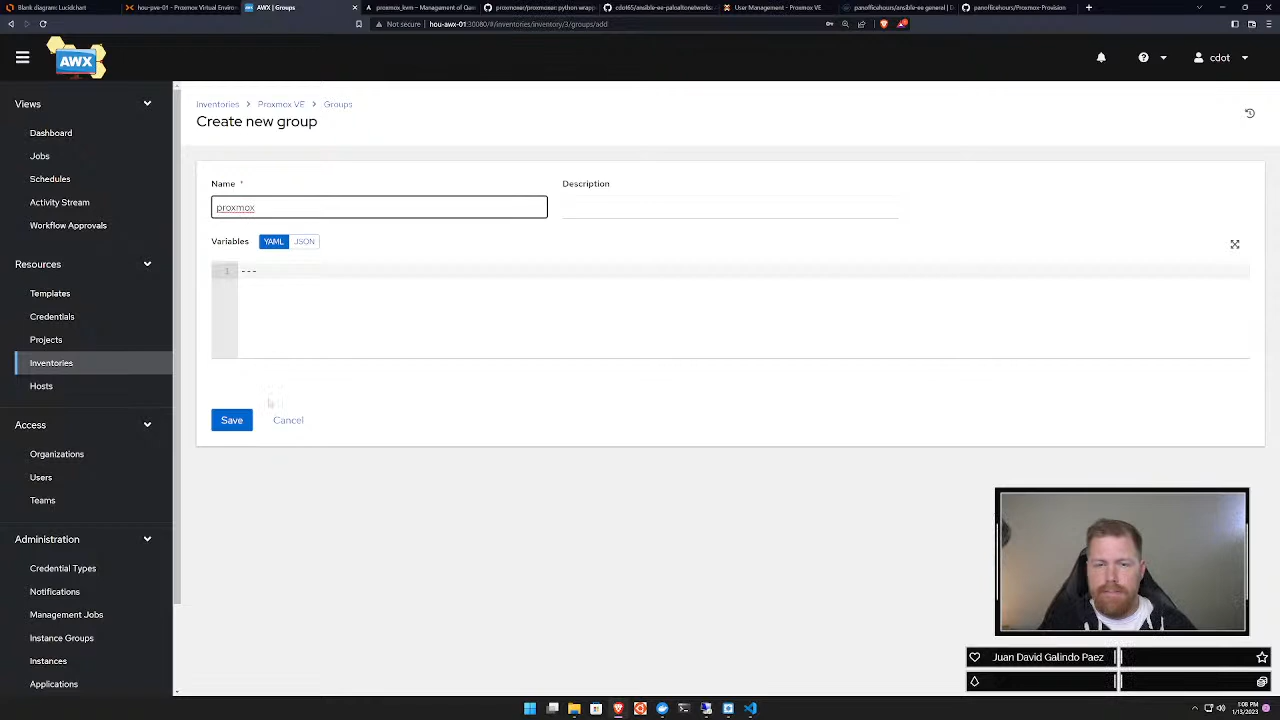 Blank diagram: Lucidchart
hou-pve-01 - Proxmox Virtual Enviro
AWX | Groups
proxmox_kvm – Management of Qem
proxmoxer/proxmoxer: python wrapp
cdot65/ansible-ee-paloaltonetworks
User Management - Proxmox VE
panofficehours/ansible-ee general | D
panofficehours/Proxmox-Provision
Not secure
hou-awx-01:30080/#/inventories/inventory/3/groups/add
AWX
cdot
Views
Dashboard
Jobs
Schedules
Activity Stream
Workflow Approvals
Resources
Templates
Credentials
Projects
Inventories
Hosts
Access
Organizations
Users
Teams
Administration
Credential Types
Notifications
Management Jobs
Instance Groups
Instances
Applications
Inventories > Proxmox VE > Groups
Create new group
Name *
Description
proxmox
Variables YAML JSON
1 ---
Save Cancel
Juan David Galindo Paez
5:08 PM
1/13/2023